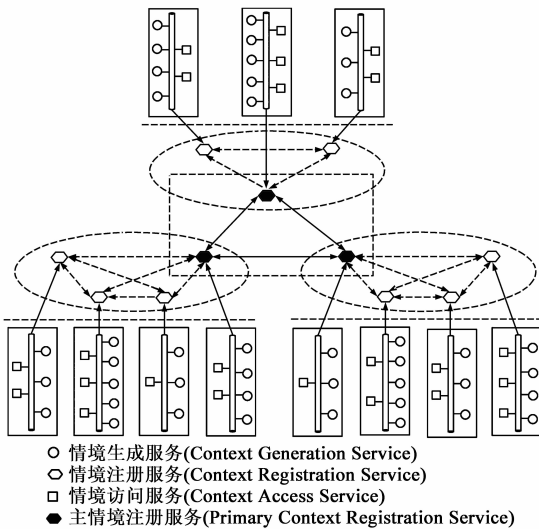 情境生成服务(Context Generation Service)
情境注册服务(Context Registration Service)
情境访问服务(Context Access Service)
主情境注册服务(Primary Context Registration Service)